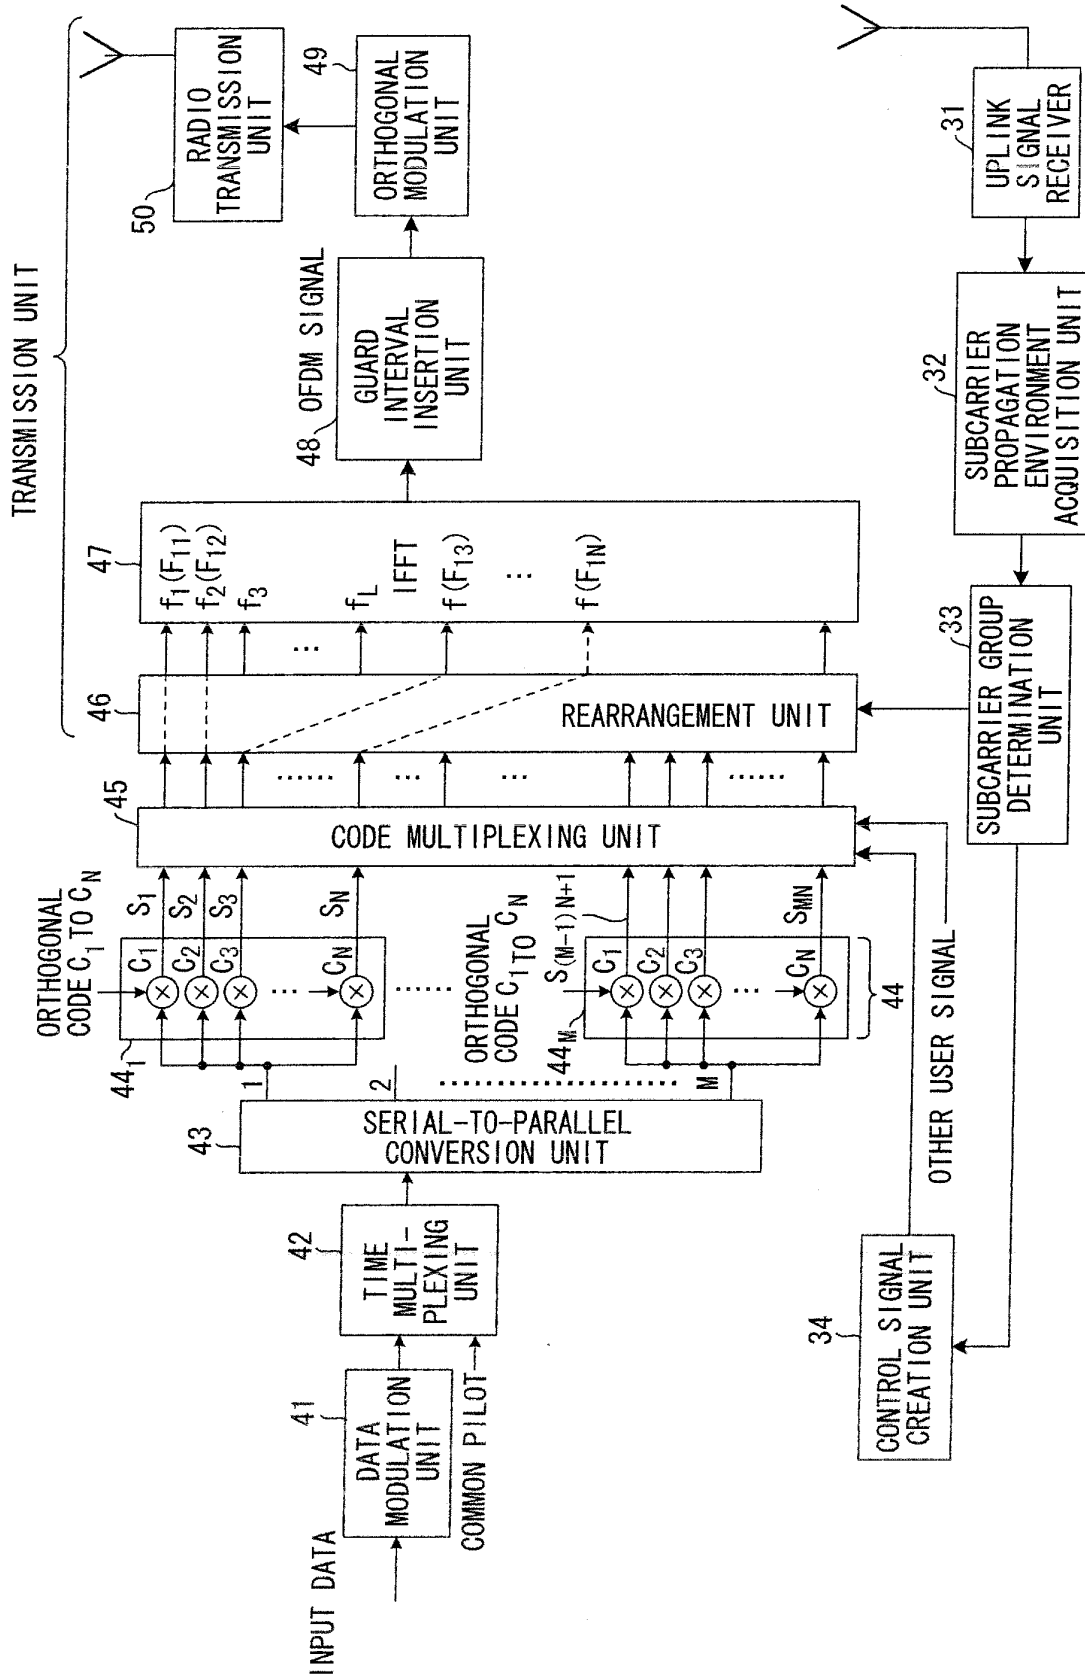 TRANSMISSION UNIT
INPUT DATA
41
DATA
MODULATION
UNIT
COMMON PILOT
42
TIME
MULTI-
PLEXING
UNIT
43
SERIAL-TO-PARALLEL
CONVERSION UNIT
1
2
M
ORTHOGONAL
CODE C1 TO CN
441
C1
C2
C3
...
CN
S1
S2
S3
SN
......
ORTHOGONAL
CODE C1 TO CN
44M
C1
C2
C3
...
CN
S(M-1)N+1
SMN
44
45
CODE MULTIPLEXING UNIT
......
...
...
......
46
REARRANGEMENT UNIT
...
47
f1(F11)
f2(F12)
f3
...
fL
IFFT
f(F13)
...
f(F1N)
48
OFDM SIGNAL
GUARD
INTERVAL
INSERTION
UNIT
49
ORTHOGONAL
MODULATION
UNIT
50
RADIO
TRANSMISSION
UNIT
OTHER USER SIGNAL
34
CONTROL SIGNAL
CREATION UNIT
33
SUBCARRIER GROUP
DETERMINATION
UNIT
32
SUBCARRIER
PROPAGATION
ENVIRONMENT
ACQUISITION UNIT
31
UPLINK
SIGNAL
RECEIVER